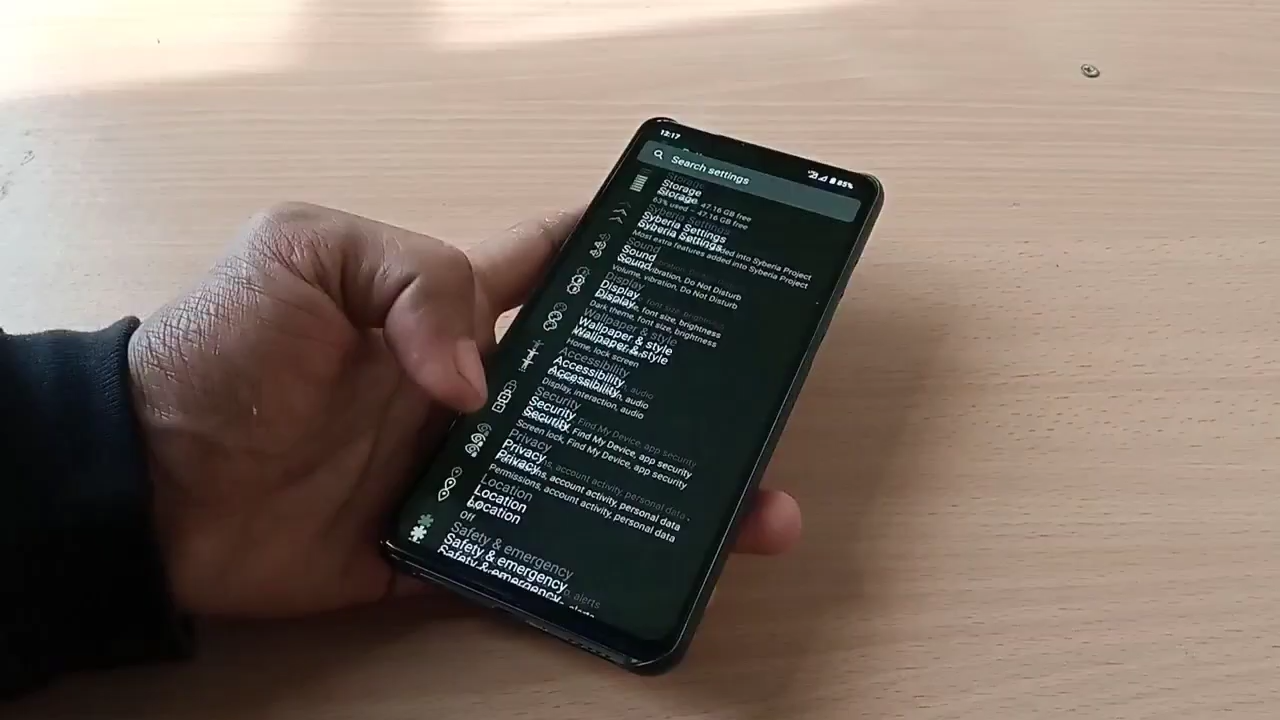 12:17
85%
Search settings
Storage
63% used - 47.16 GB free
Syberia Settings
Most extra features added into Syberia Project
Sound
Volume, vibration, Do Not Disturb
Display
Dark theme, font size, brightness
Wallpaper & style
Home, lock screen
Accessibility
Display, interaction, audio
Security
Screen lock, Find My Device, app security
Privacy
Permissions, account activity, personal data
Location
Off
Safety & emergency
alerts